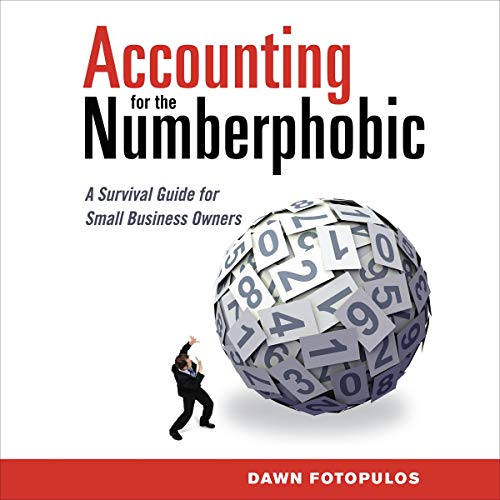 Accounting
for the
Numberphobic
A Survival Guide for
Small Business Owners
DAWN FOTOPULOS